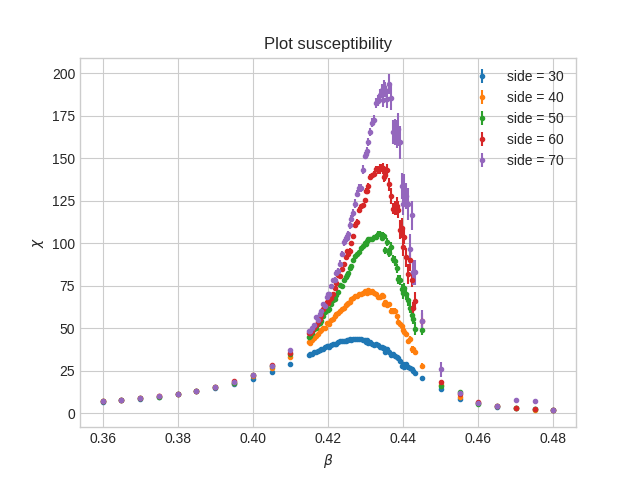 Plot susceptibility
χ
200
175
150
125
100
75
50
25
0
side = 30
side = 40
side = 50
side = 60
side = 70
0.36 0.38 0.40 0.42 0.44 0.46 0.48
β